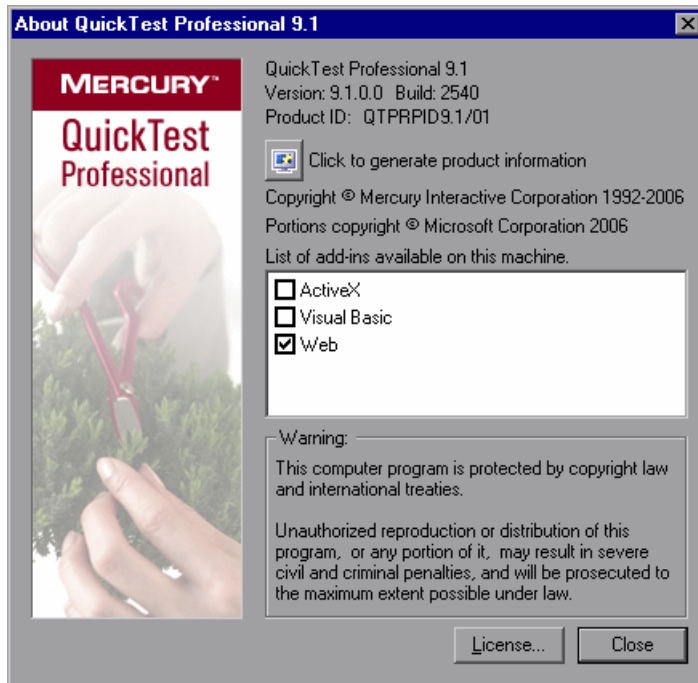 About QuickTest Professional 9.1
MERCURY™
QuickTest
Professional
QuickTest Professional 9.1
Version: 9.1.0.0 Build: 2540
Product ID: QTPRPID9.1/01
Click to generate product information
Copyright © Mercury Interactive Corporation 1992-2006
Portions copyright © Microsoft Corporation 2006
List of add-ins available on this machine.
ActiveX
Visual Basic
Web
Warning:
This computer program is protected by copyright law
and international treaties.
Unauthorized reproduction or distribution of this
program, or any portion of it, may result in severe
civil and criminal penalties, and will be prosecuted to
the maximum extent possible under law.
License...
Close